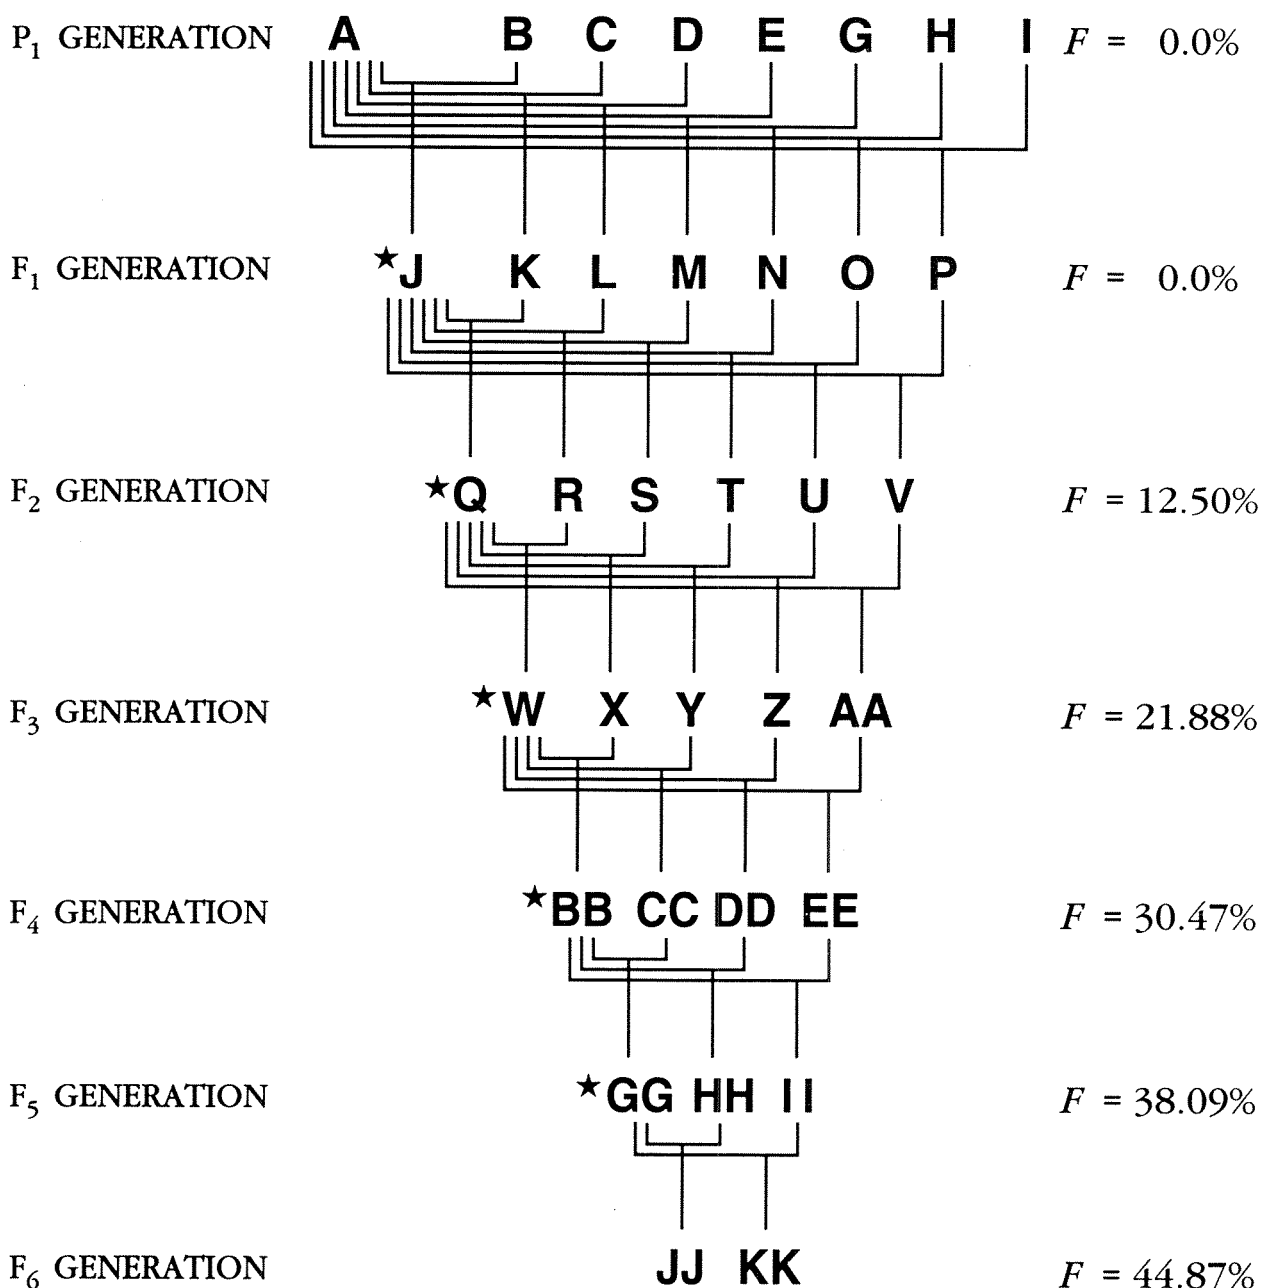 P₁ GENERATION A B C D E G H I F = 0.0%
F₁ GENERATION ★J K L M N O P F = 0.0%
F₂ GENERATION ★Q R S T U V F = 12.50%
F₃ GENERATION ★W X Y Z AA F = 21.88%
F₄ GENERATION ★BB CC DD EE F = 30.47%
F₅ GENERATION ★GG HH II F = 38.09%
F₆ GENERATION JJ KK F = 44.87%